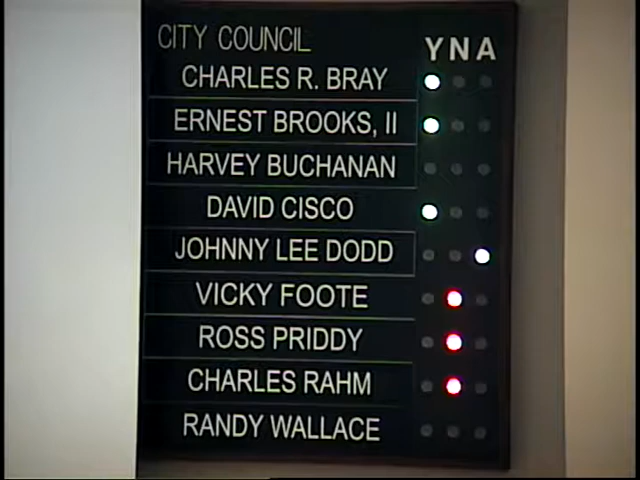 CITY COUNCIL Y N A
CHARLES R. BRAY
ERNEST BROOKS, II
HARVEY BUCHANAN
DAVID CISCO
JOHNNY LEE DODD
VICKY FOOTE
ROSS PRIDDY
CHARLES RAHM
RANDY WALLACE